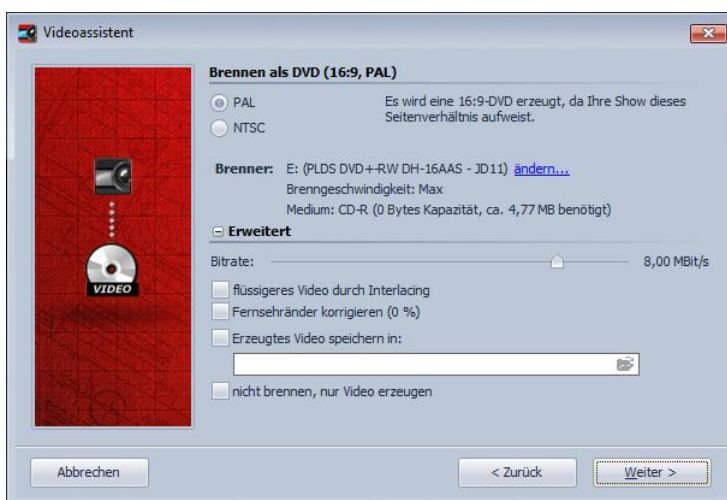 Videoassistent
Brennen als DVD (16:9, PAL)
PAL
Es wird eine 16:9-DVD erzeugt, da Ihre Show dieses
Seitenverhältnis aufweist.
NTSC
Brenner: E: (PLDS DVD+-RW DH-16AAS - JD11) ändern...
Brenngeschwindigkeit: Max
Medium: CD-R (0 Bytes Kapazität, ca. 4,77 MB benötigt)
Erweitert
Bitrate: 8,00 MBit/s
flüssigeres Video durch Interlacing
Fernsehränder korrigieren (0 %)
Erzeugtes Video speichern in:
nicht brennen, nur Video erzeugen
VIDEO
Abbrechen
< Zurück
Weiter >